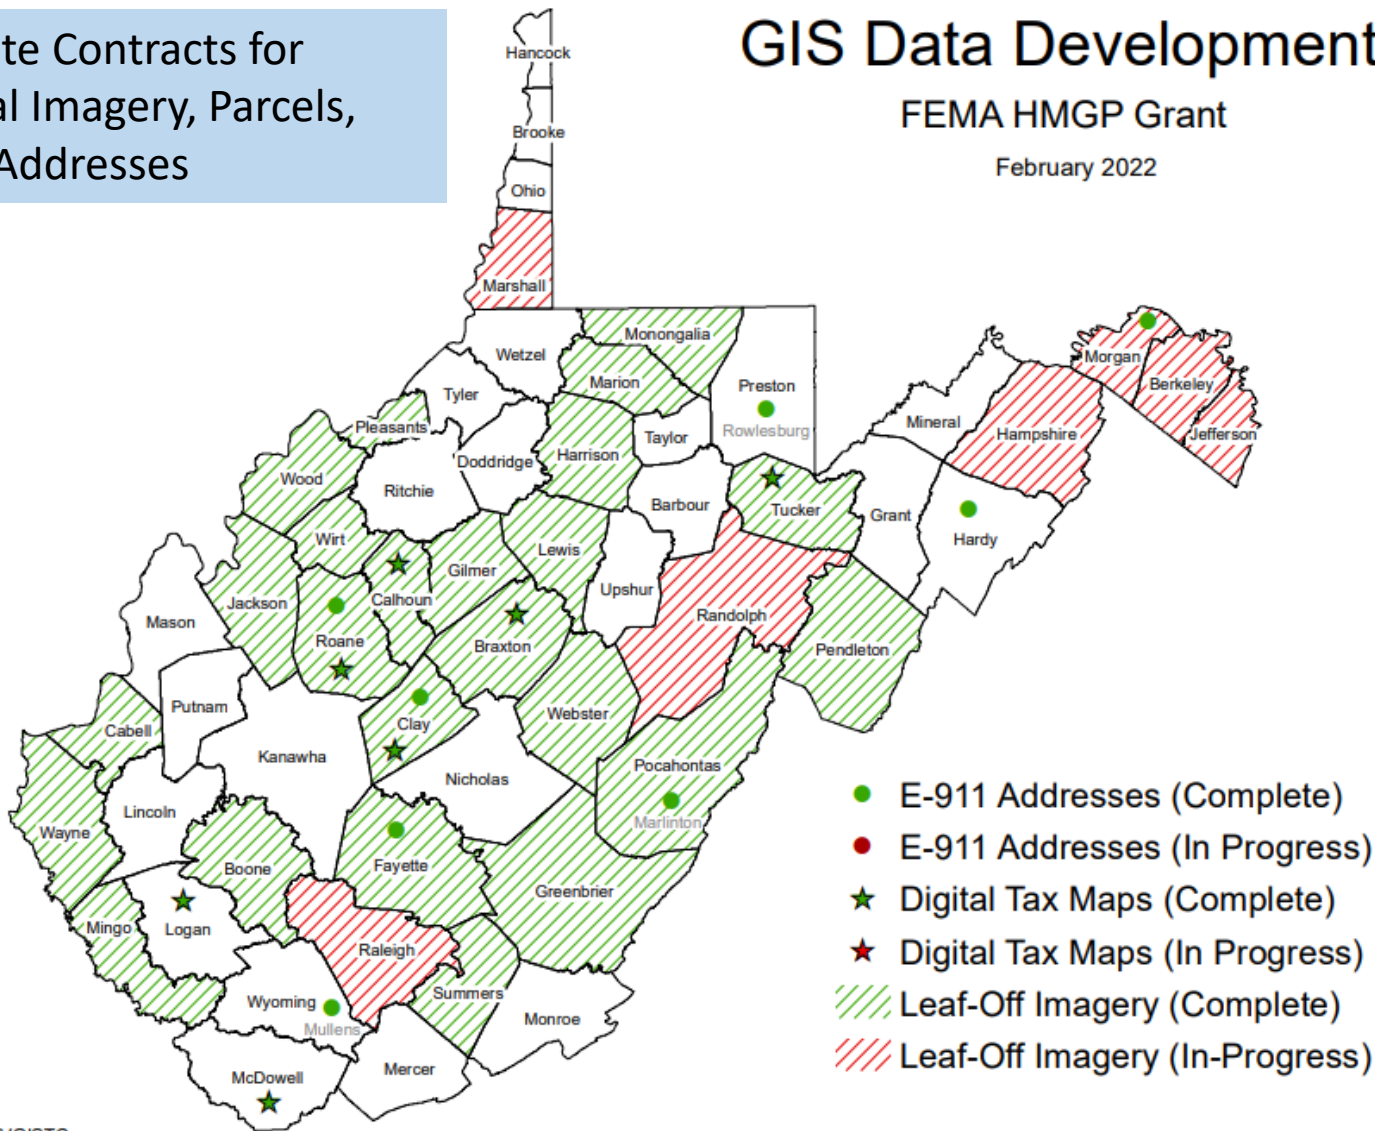 te Contracts for
al Imagery, Parcels,
Addresses
GIS Data Development
FEMA HMGP Grant
February 2022
Hancock
Brooke
Ohio
Marshall
Monongalia
Wetzel
Marion
Preston
Rowlesburg
Morgan
Berkeley
Jefferson
Tyler
Pleasants
Taylor
Mineral
Hampshire
Doddridge
Harrison
Wood
Ritchie
Barbour
Tucker
Grant
Hardy
Wirt
Lewis
Gilmer
Upshur
Jackson
Calhoun
Randolph
Mason
Roane
Braxton
Pendleton
Putnam
Cabell
Clay
Webster
Kanawha
Nicholas
Pocahontas
Marlinton
Lincoln
Wayne
Boone
Fayette
Greenbrier
Mingo
Logan
Raleigh
Summers
Wyoming
Mullens
Monroe
McDowell
Mercer
E-911 Addresses (Complete)
E-911 Addresses (In Progress)
Digital Tax Maps (Complete)
Digital Tax Maps (In Progress)
Leaf-Off Imagery (Complete)
Leaf-Off Imagery (In-Progress)